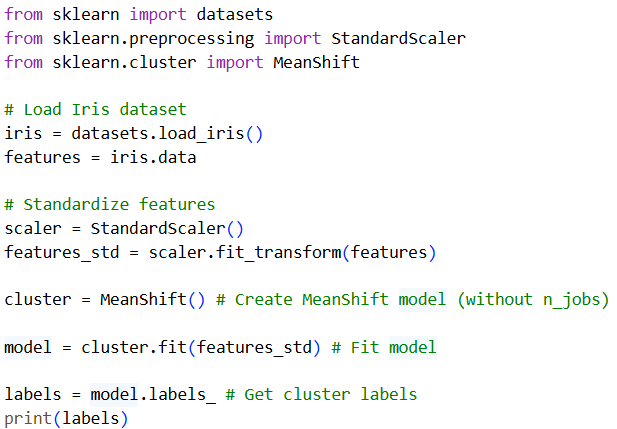 from sklearn import datasets
from sklearn.preprocessing import StandardScaler
from sklearn.cluster import MeanShift
# Load Iris dataset
iris = datasets.load_iris()
features = iris.data
# Standardize features
scaler = StandardScaler()
features_std = scaler.fit_transform(features)
cluster = MeanShift() # Create MeanShift model (without n_jobs)
model = cluster.fit(features_std) # Fit model
labels = model.labels_ # Get cluster labels
print(labels)